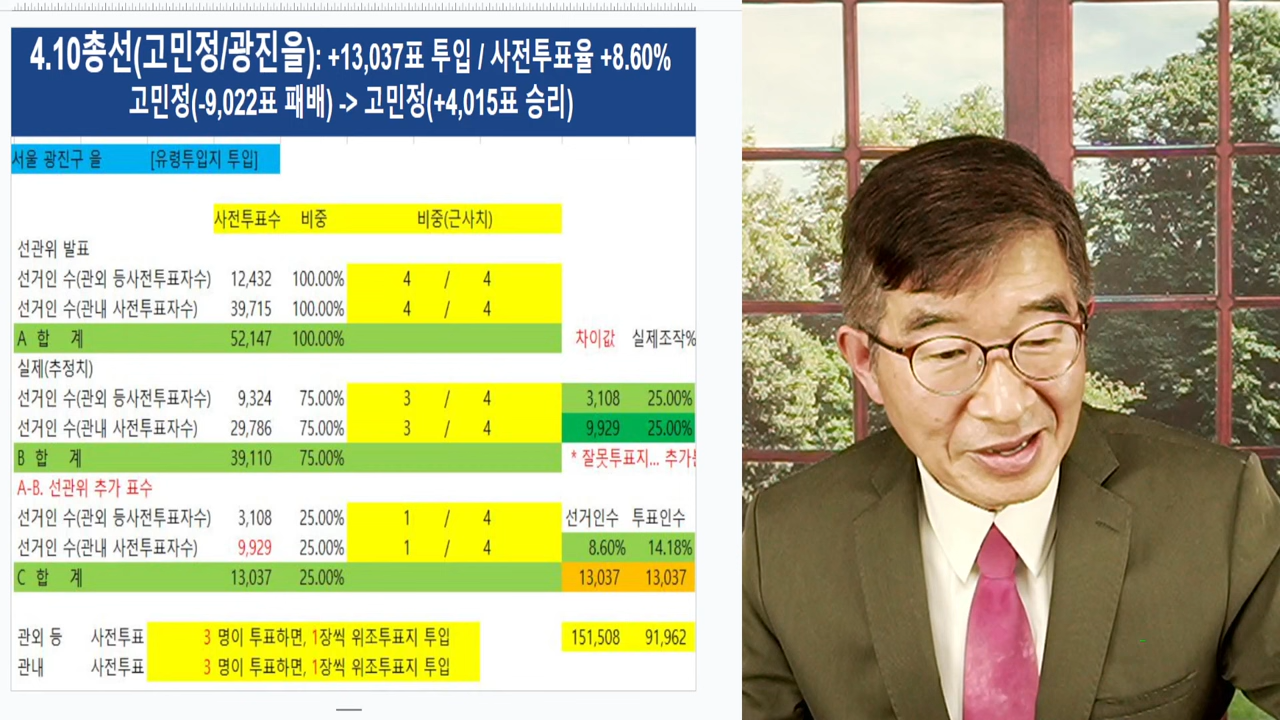 4.10총선(고민정/광진을): +13,037표 투입 / 사전투표율 +8.60%
고민정(-9,022표 패배) -> 고민정(+4,015표 승리)
서울 광진구 을 [유령투입지 투입]
사전투표수 비중 비중(근사치)
선관위 발표
선거인 수(관외 등사전투표자수) 12,432 100.00% 4 / 4
선거인 수(관내 사전투표자수) 39,715 100.00% 4 / 4
A 합 계 52,147 100.00% 차이값 실제조작%
실제(추정치)
선거인 수(관외 등사전투표자수) 9,324 75.00% 3 / 4 3,108 25.00%
선거인 수(관내 사전투표자수) 29,786 75.00% 3 / 4 9,929 25.00%
B 합 계 39,110 75.00% * 잘못투표지... 추가
A-B. 선관위 추가 표수
선거인 수(관외 등사전투표자수) 3,108 25.00% 1 / 4 선거인수 투표인수
선거인 수(관내 사전투표자수) 9,929 25.00% 1 / 4 8.60% 14.18%
C 합 계 13,037 25.00% 13,037 13,037
관외 등 사전투표 3 명이 투표하면, 1장씩 위조투표지 투입 151,508 91,962
관내 사전투표 3 명이 투표하면, 1장씩 위조투표지 투입